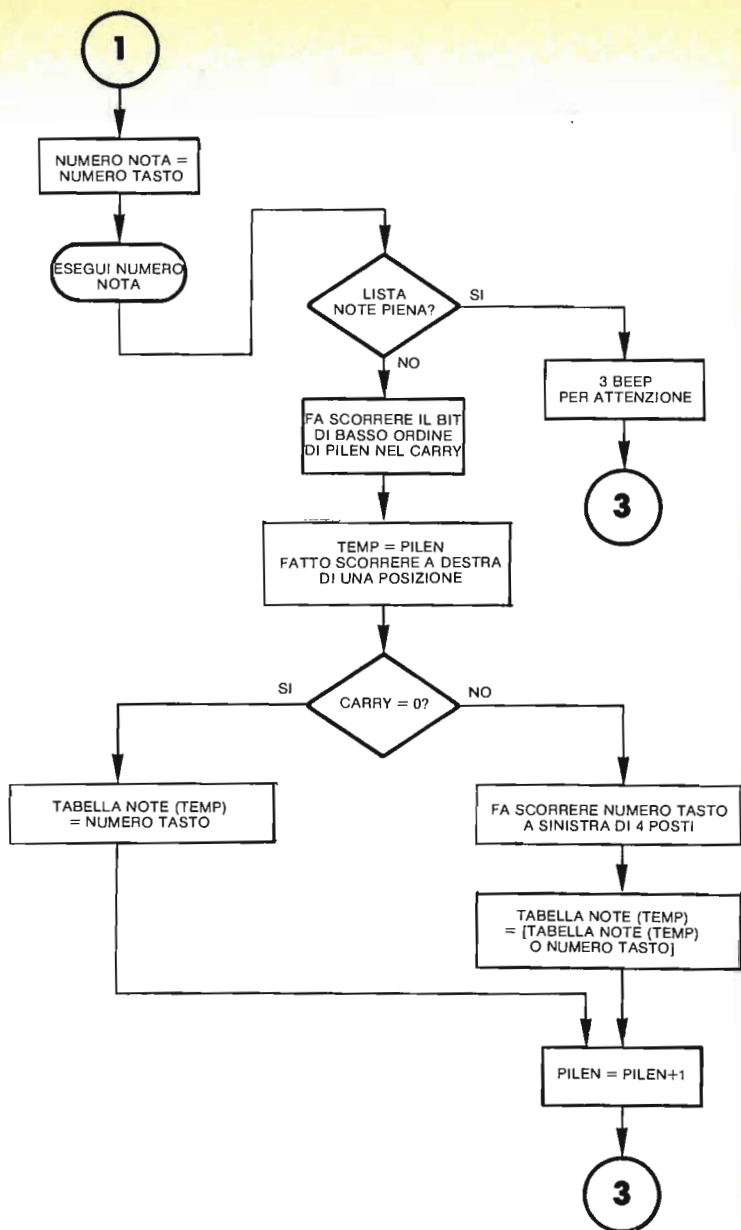 1
NUMERO NOTA =
NUMERO TASTO
ESEGUI NUMERO
NOTA
LISTA
NOTE PIENA?
SI
NO
3 BEEP
PER ATTENZIONE
3
FA SCORRERE IL BIT
DI BASSO ORDINE
DI PILEN NEL CARRY
TEMP = PILEN
FATTO SCORRERE A DESTRA
DI UNA POSIZIONE
CARRY = 0?
SI
NO
TABELLA NOTE (TEMP)
= NUMERO TASTO
FA SCORRERE NUMERO TASTO
A SINISTRA DI 4 POSTI
TABELLA NOTE (TEMP)
= [TABELLA NOTE (TEMP)
O NUMERO TASTO]
PILEN = PILEN+1
3